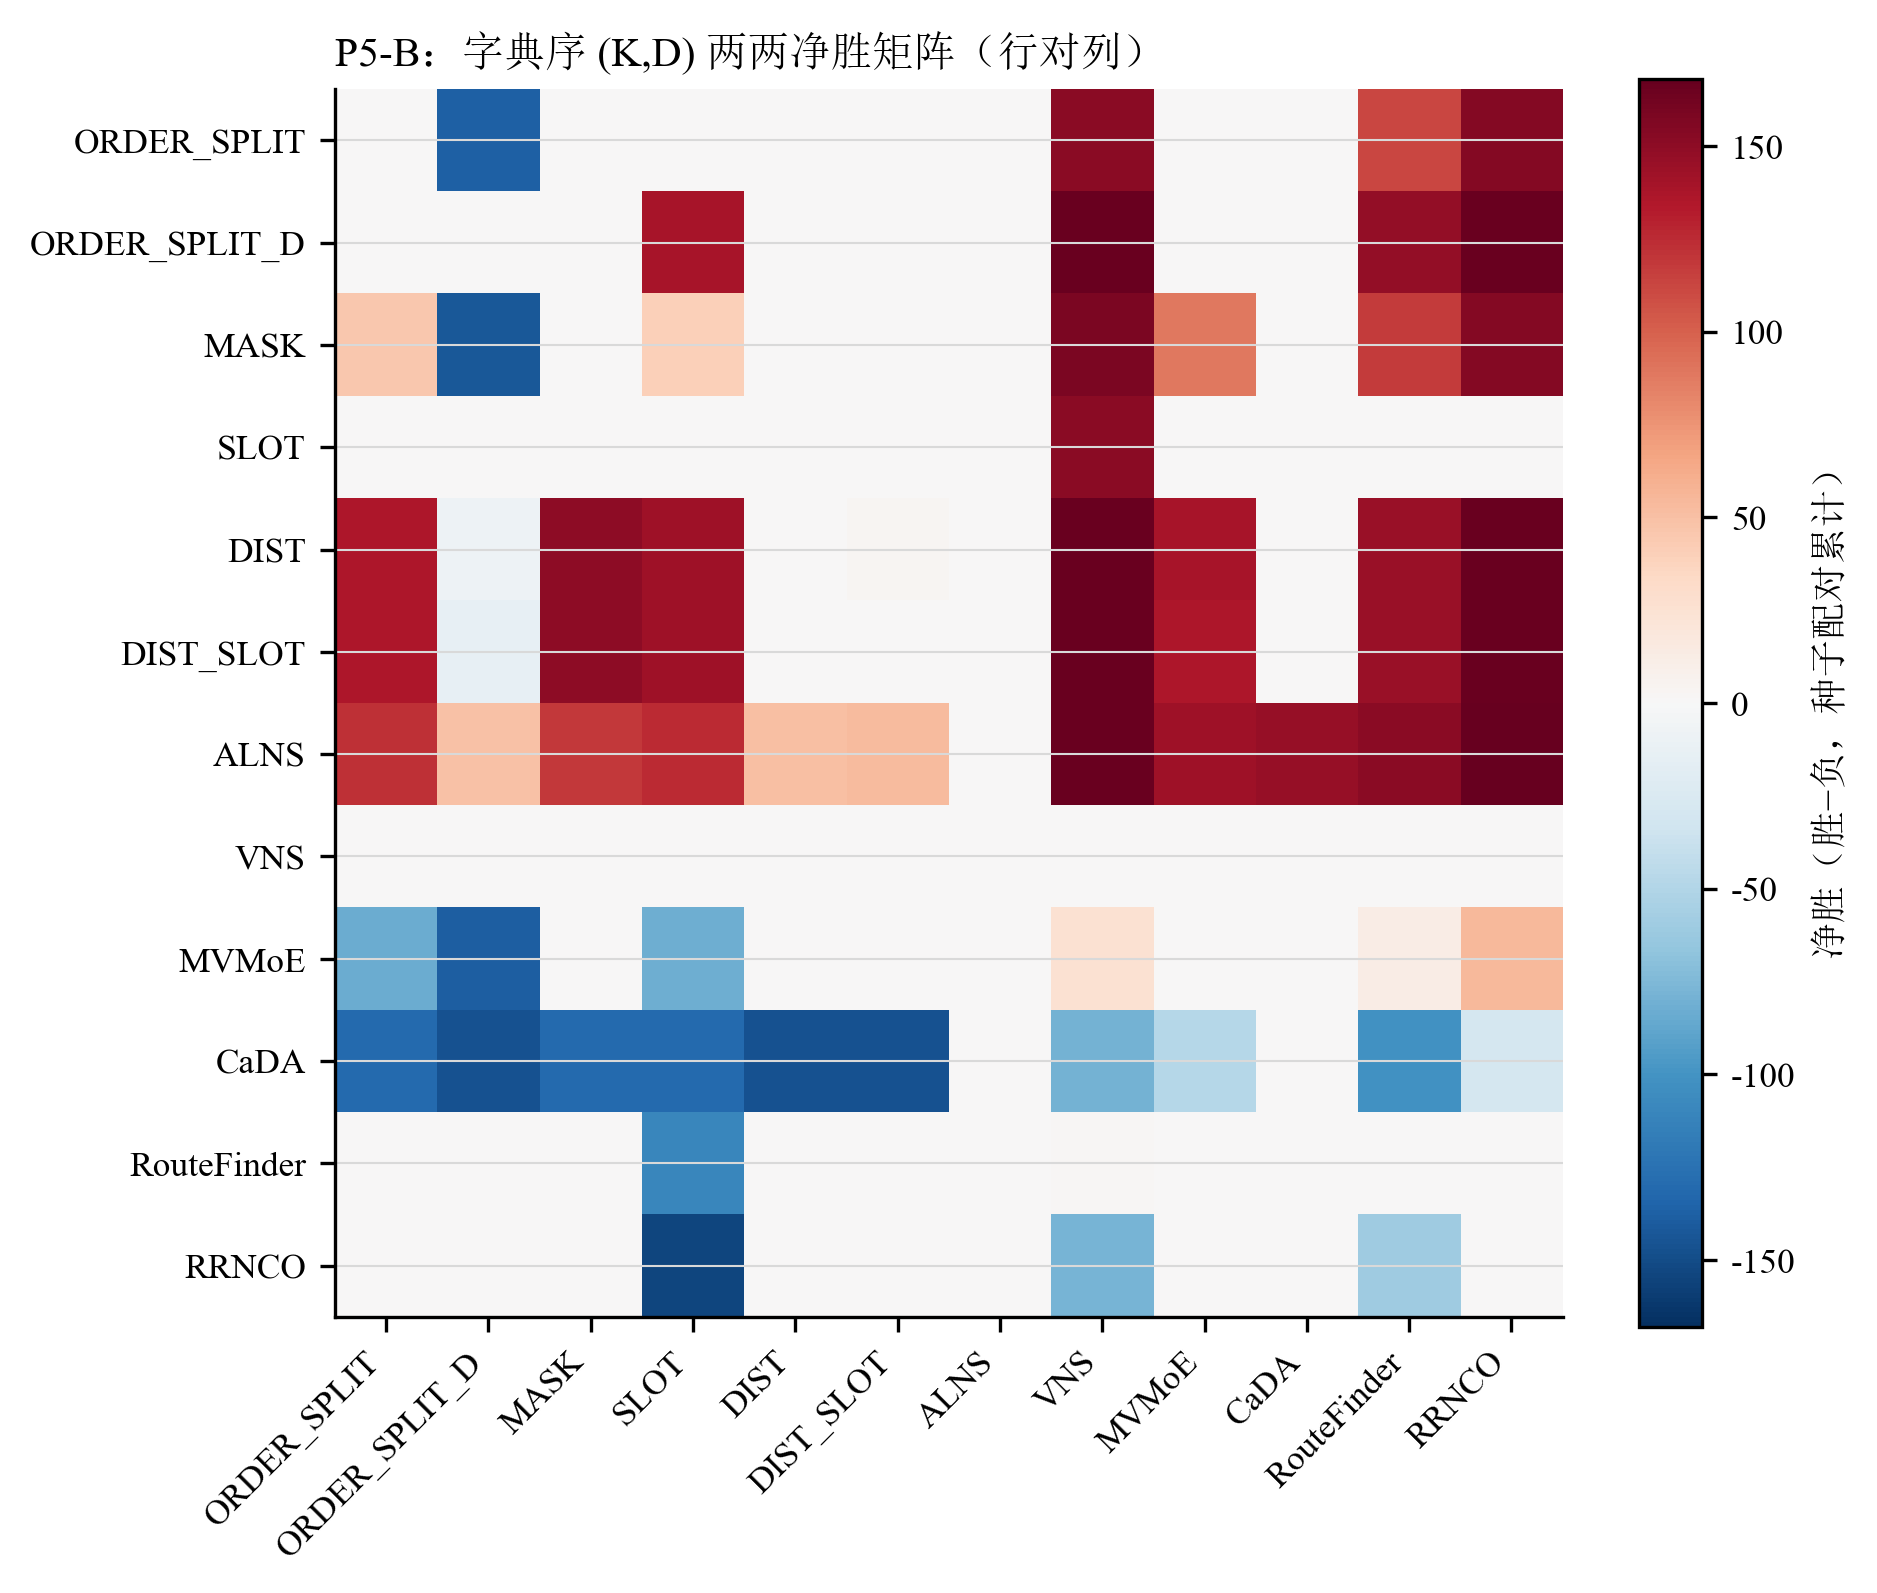 P5-B：字典序 (K,D) 两两净胜矩阵（行对列）
ORDER_SPLIT
ORDER_SPLIT_D
MASK
SLOT
DIST
DIST_SLOT
ALNS
VNS
MVMoE
CaDA
RouteFinder
RRNCO
ORDER_SPLIT
ORDER_SPLIT_D
MASK
SLOT
DIST
DIST_SLOT
ALNS
VNS
MVMoE
CaDA
RouteFinder
RRNCO
150
100
50
0
-50
-100
-150
净胜（胜−负，种子配对累计）